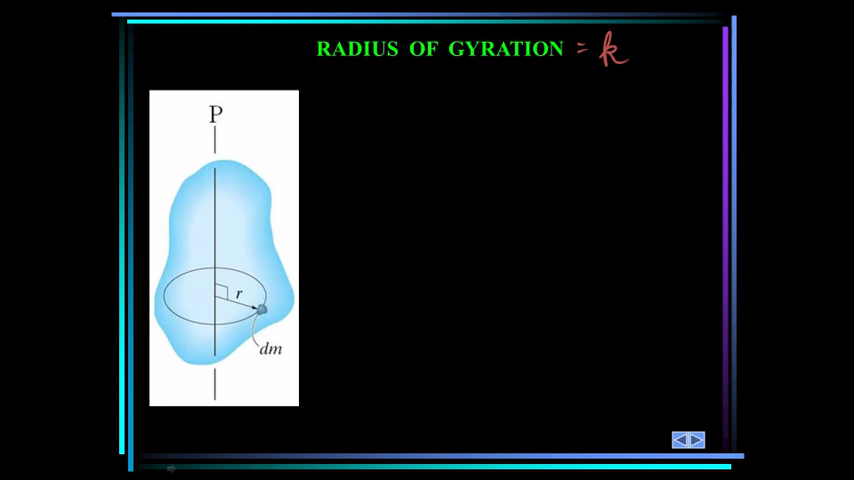 RADIUS OF GYRATION = k
P
r
dm